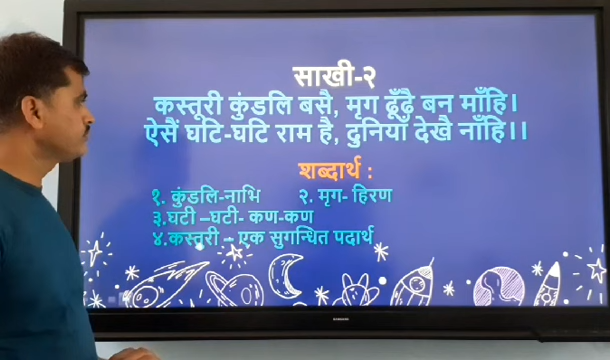 साखी-२
कस्तूरी कुंडलि बसै, मृग ढूँढ़ै बन माँहि।
ऐसैं घटि-घटि राम है, दुनियाँ देखै नाँहि।।
शब्दार्थ :
१. कुंडलि-नाभि २. मृग- हिरण
३.घटी –घटी- कण-कण
४.कस्तूरी – एक सुगन्धित पदार्थ